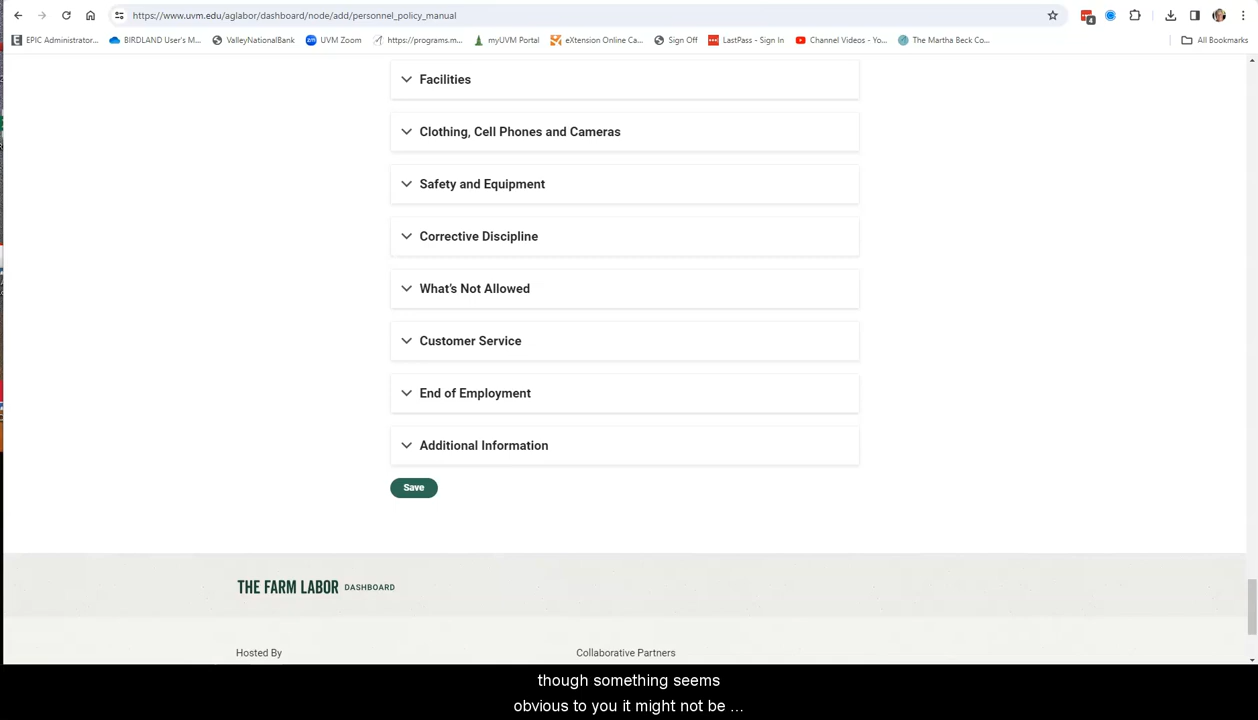 https://www.uvm.edu/aglabor/dashboard/node/add/personnel_policy_manual
4
EPIC Administrator... BIRDLAND User's M... ValleyNationalBank UVM Zoom https://programs.m... myUVM Portal eXtension Online Ca... Sign Off LastPass - Sign In Channel Videos - Yo... The Martha Beck Co... All Bookmarks
Facilities
Clothing, Cell Phones and Cameras
Safety and Equipment
Corrective Discipline
What's Not Allowed
Customer Service
End of Employment
Additional Information
Save
THE FARM LABOR DASHBOARD
Hosted By Collaborative Partners
though something seems
obvious to you it might not be ...